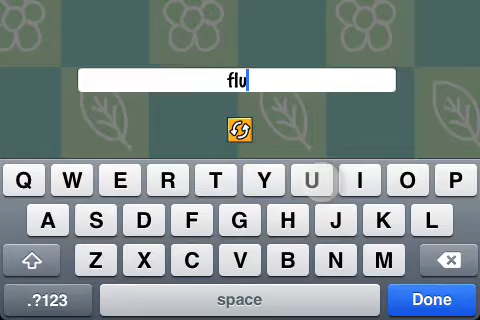 flu
Q W E R T Y U I O P
A S D F G H J K L
Z X C V B N M
.?123 space Done